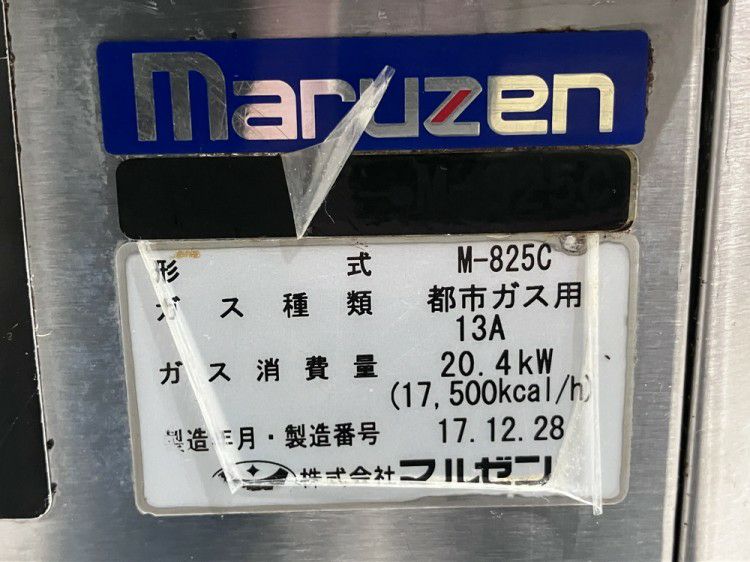 maruzen
M-825C
形式 M-825C
ガス種類 都市ガス用
13A
ガス消費量 20.4kW
(17,500kcal/h)
製造年月・製造番号 17.12.28
株式会社マルゼン